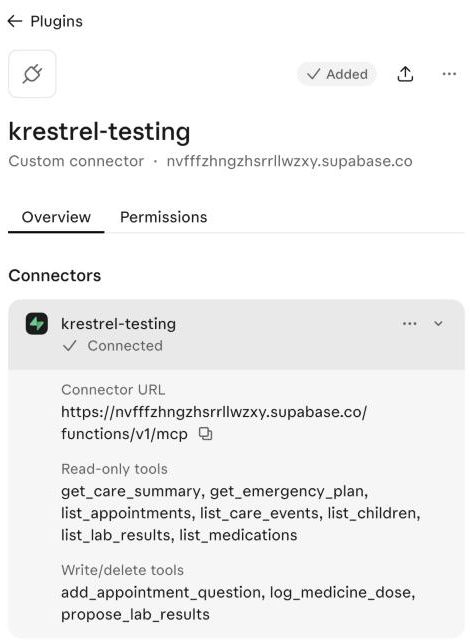 Plugins
Added
krestrel-testing
Custom connector · nvfffzhngzhsrrllwzxy.supabase.co
Overview Permissions
Connectors
krestrel-testing
Connected
Connector URL
https://nvfffzhngzhsrrllwzxy.supabase.co/
functions/v1/mcp
Read-only tools
get_care_summary, get_emergency_plan,
list_appointments, list_care_events, list_children,
list_lab_results, list_medications
Write/delete tools
add_appointment_question, log_medicine_dose,
propose_lab_results